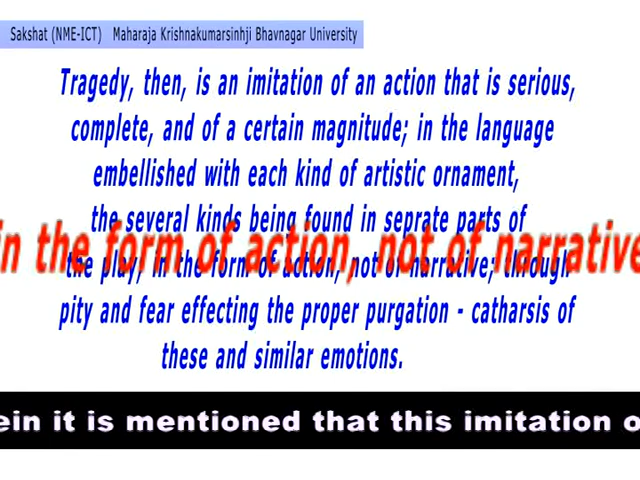 Sakshat (NME-ICT) Maharaja Krishnakumarsinhji Bhavnagar University
Tragedy, then, is an imitation of an action that is serious,
complete, and of a certain magnitude; in the language
embellished with each kind of artistic ornament,
the several kinds being found in seprate parts of
in the form of action, not of narrative
the play; in the form of action, not of narrative; through
pity and fear effecting the proper purgation - catharsis of
these and similar emotions.
ein it is mentioned that this imitation o